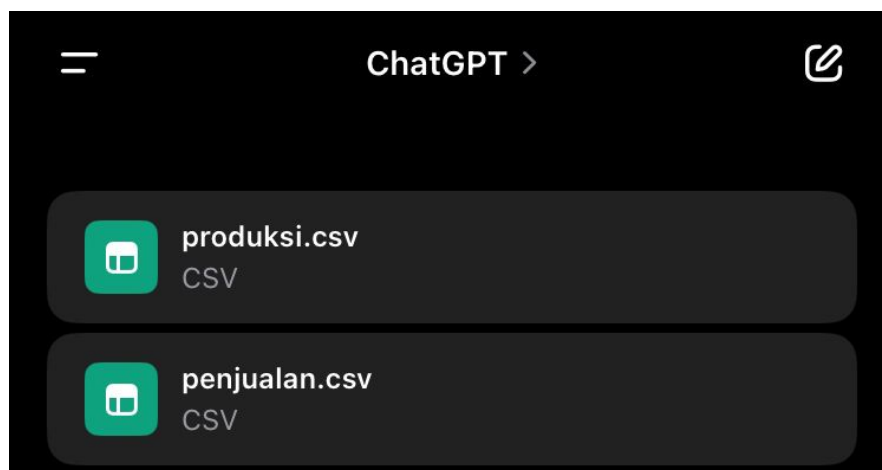 ChatGPT >
produksi.csv
CSV
penjualan.csv
CSV